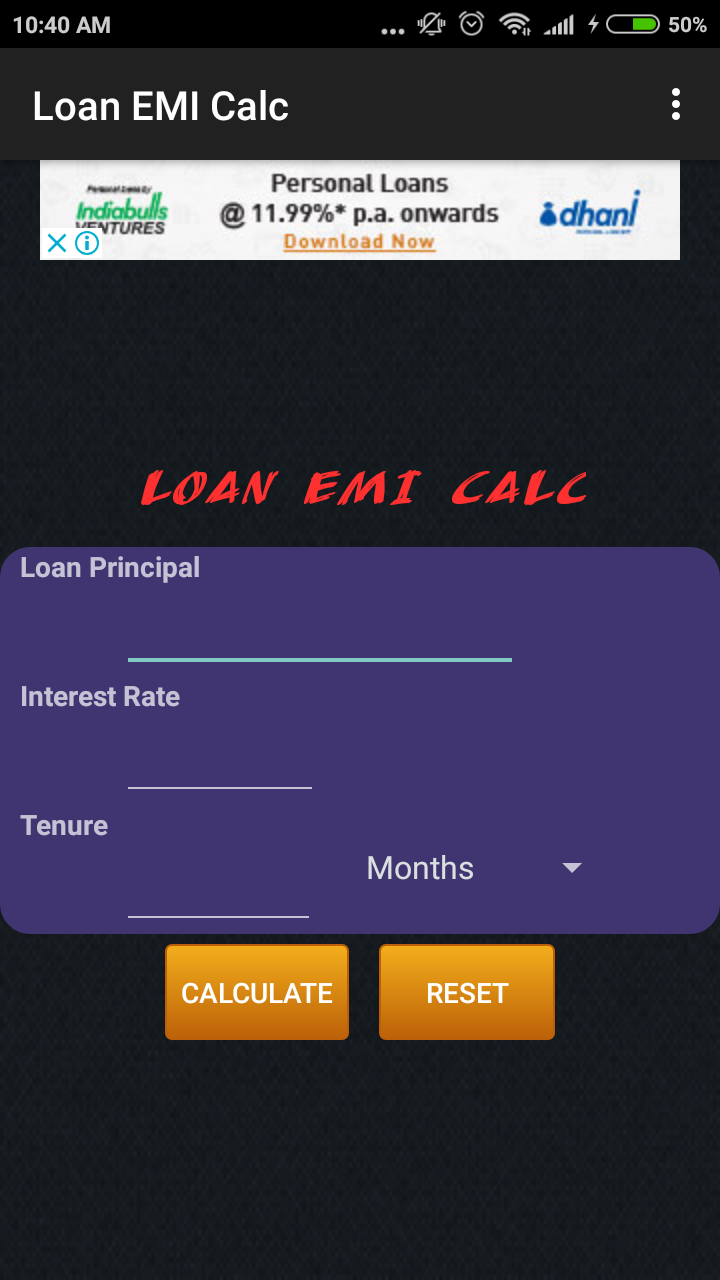 10:40 AM
50%
Loan EMI Calc
Personal Loans by
Indiabulls
VENTURES
Personal Loans
@ 11.99%* p.a. onwards
Download Now
dhani
LOAN EMI CALC
Loan Principal
Interest Rate
Tenure
Months
CALCULATE
RESET